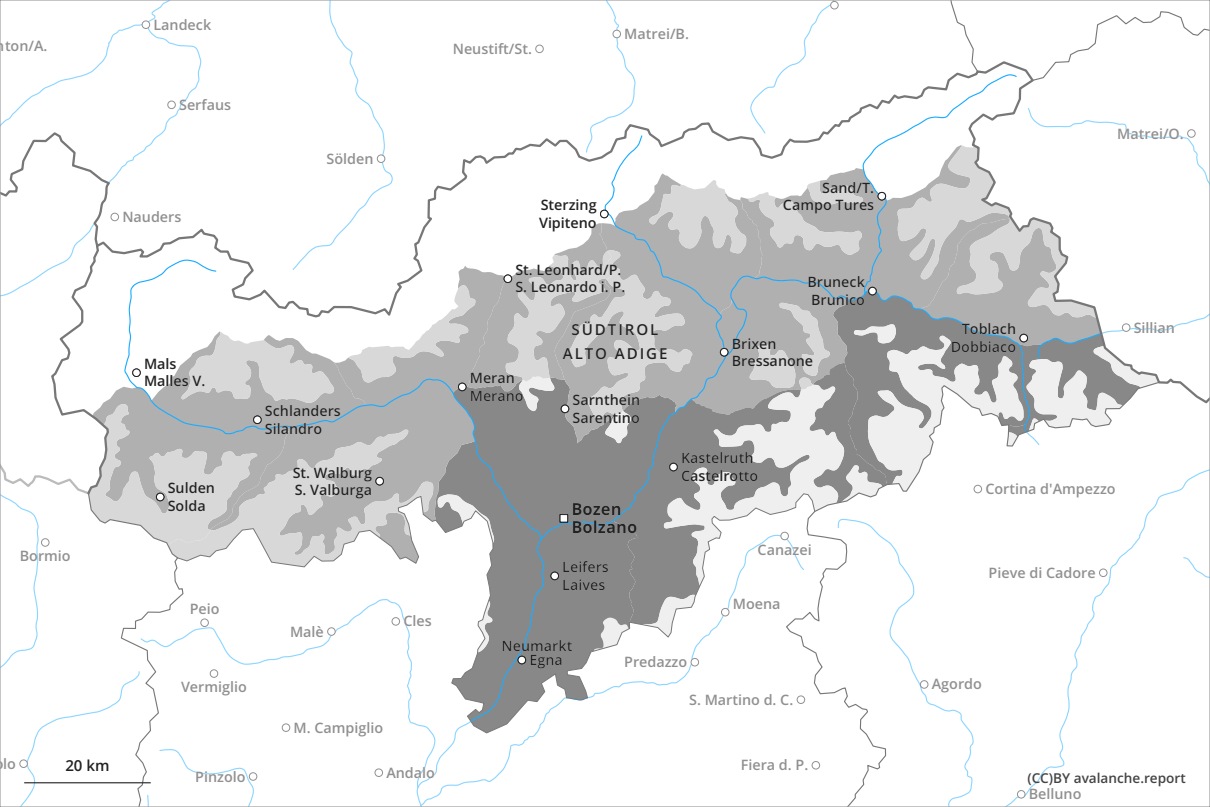 Landeck
nton/A.
Neustift/St.
Matrei/B.
Serfaus
Matrei/O.
Sölden
Nauders
Sand/T.
Campo Tures
Sterzing
Vipiteno
St. Leonhard/P.
S. Leonardo i. P.
Bruneck
Brunico
SÜDTIROL
ALTO ADIGE
Toblach
Dobbiaco
Sillian
Brixen
Bressanone
Mals
Malles V.
Meran
Merano
Sarnthein
Sarentino
Schlanders
Silandro
Kastelruth
Castelrotto
St. Walburg
S. Valburga
Sulden
Solda
Cortina d'Ampezzo
Bozen
Bolzano
Bormio
Canazei
Leifers
Laives
Pieve di Cadore
Peio
Moena
Cles
Malè
Neumarkt
Egna
Predazzo
Vermiglio
Agordo
S. Martino d. C.
M. Campiglio
olo
20 km
Pinzolo
Andalo
Fiera d. P.
(CC)BY avalanche.report
Belluno